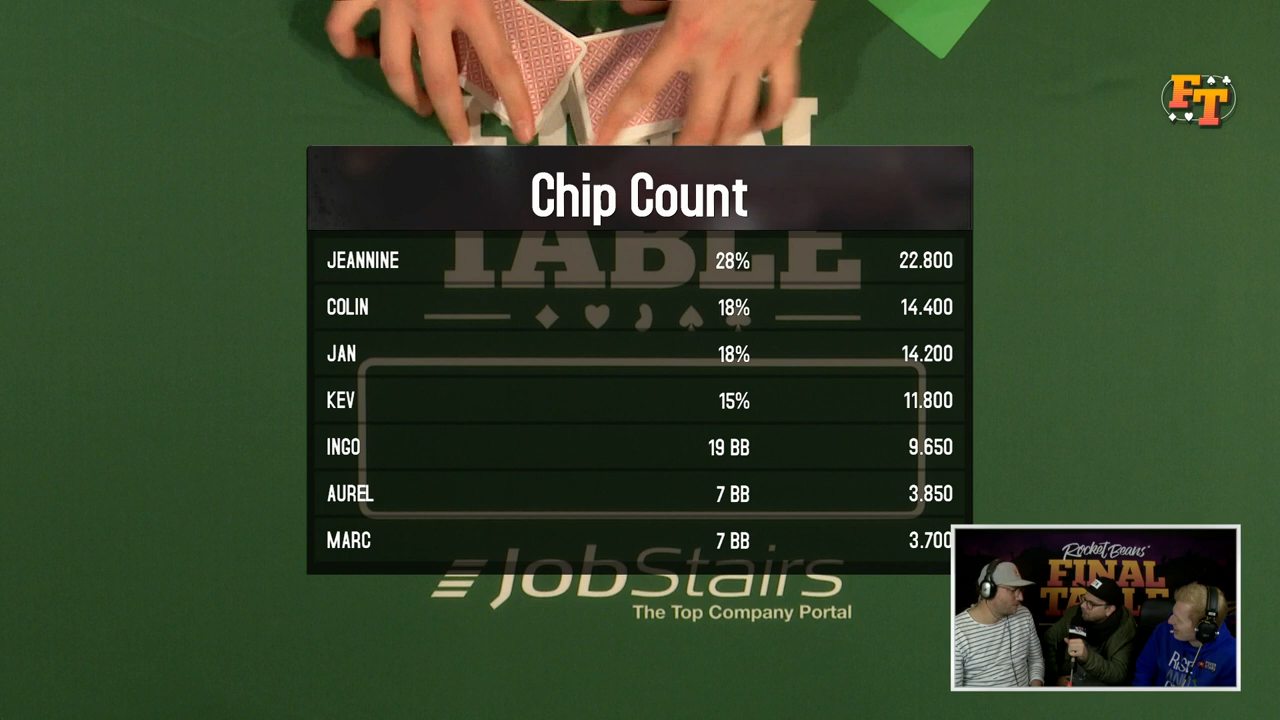 FT
Chip Count
TABLE
JEANNINE 28% 22.800
COLIN 18% 14.400
JAN 18% 14.200
KEV 15% 11.800
INGO 19 BB 9.650
AUREL 7 BB 3.850
MARC 7 BB 3.700
JobStairs
The Top Company Portal
Rocket Beans
FINAL
TABLE